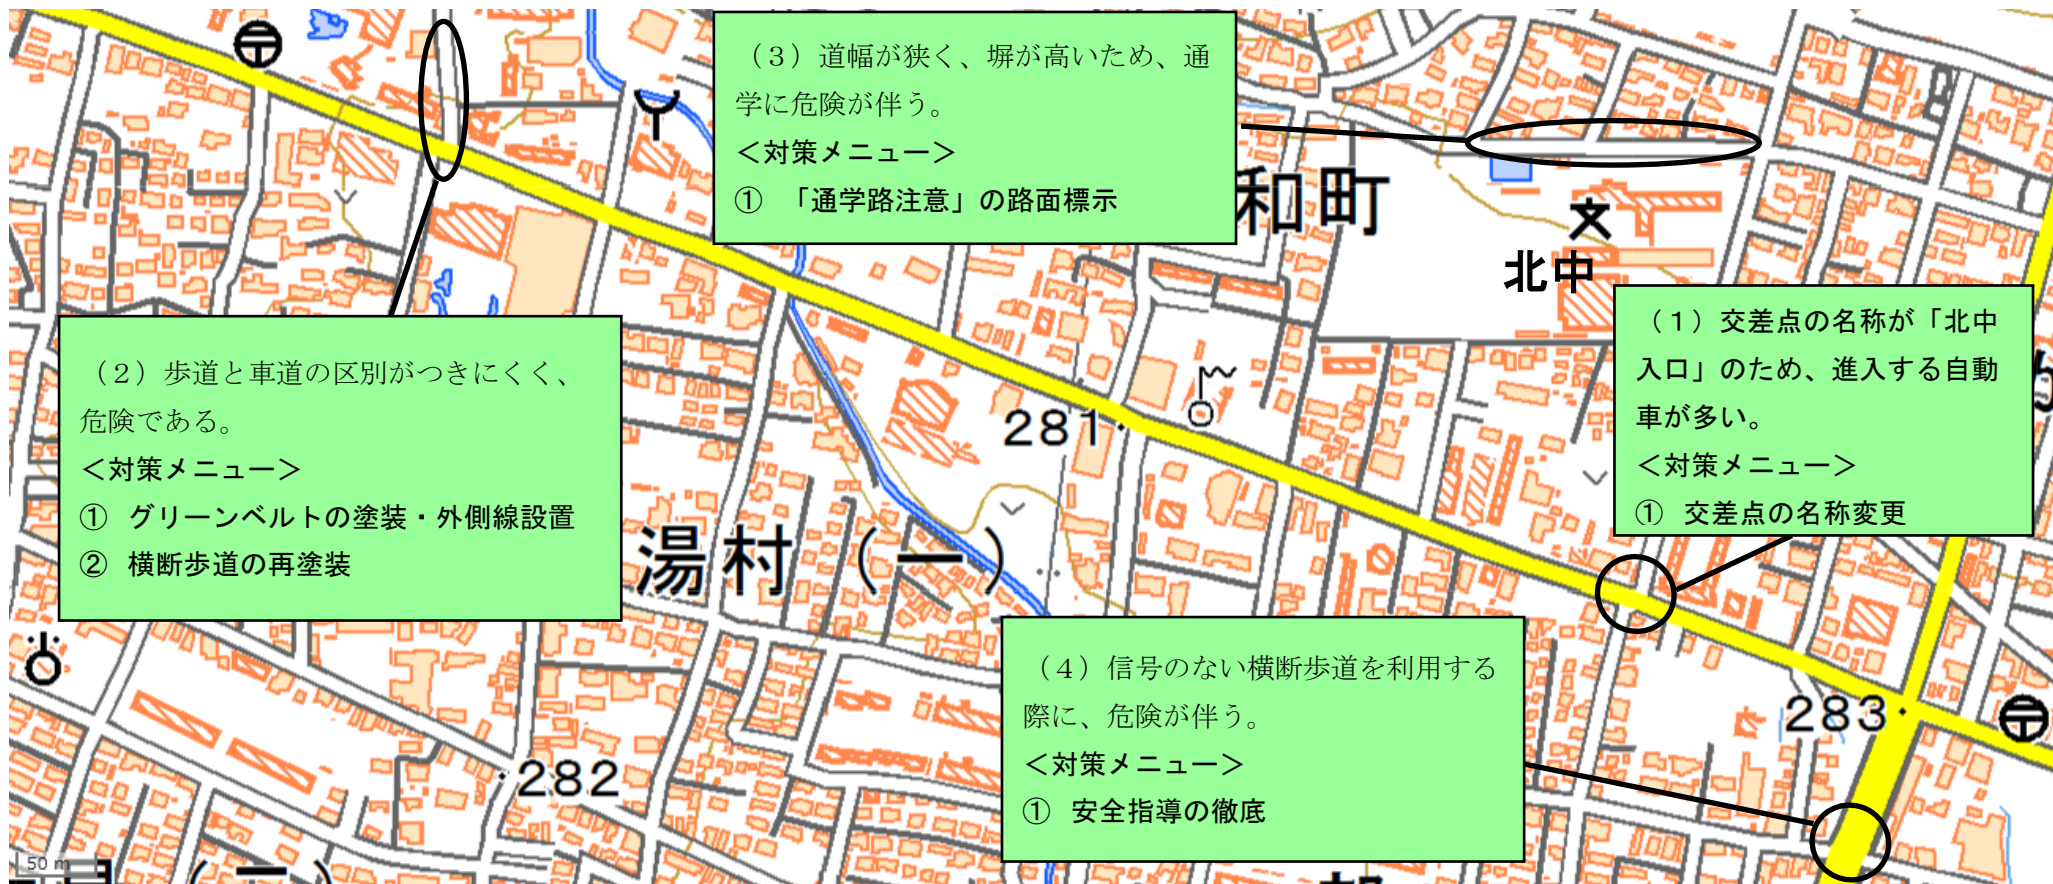 （３）道幅が狭く、塀が高いため、通
学に危険が伴う。
＜対策メニュー＞
① 「通学路注意」の路面標示
和町
文
北中
（１）交差点の名称が「北中
入口」のため、進入する自動
車が多い。
＜対策メニュー＞
① 交差点の名称変更
（２）歩道と車道の区別がつきにくく、
危険である。
＜対策メニュー＞
① グリーンベルトの塗装・外側線設置
② 横断歩道の再塗装
281
湯村（一）
（４）信号のない横断歩道を利用する
際に、危険が伴う。
＜対策メニュー＞
① 安全指導の徹底
283
282
50 m